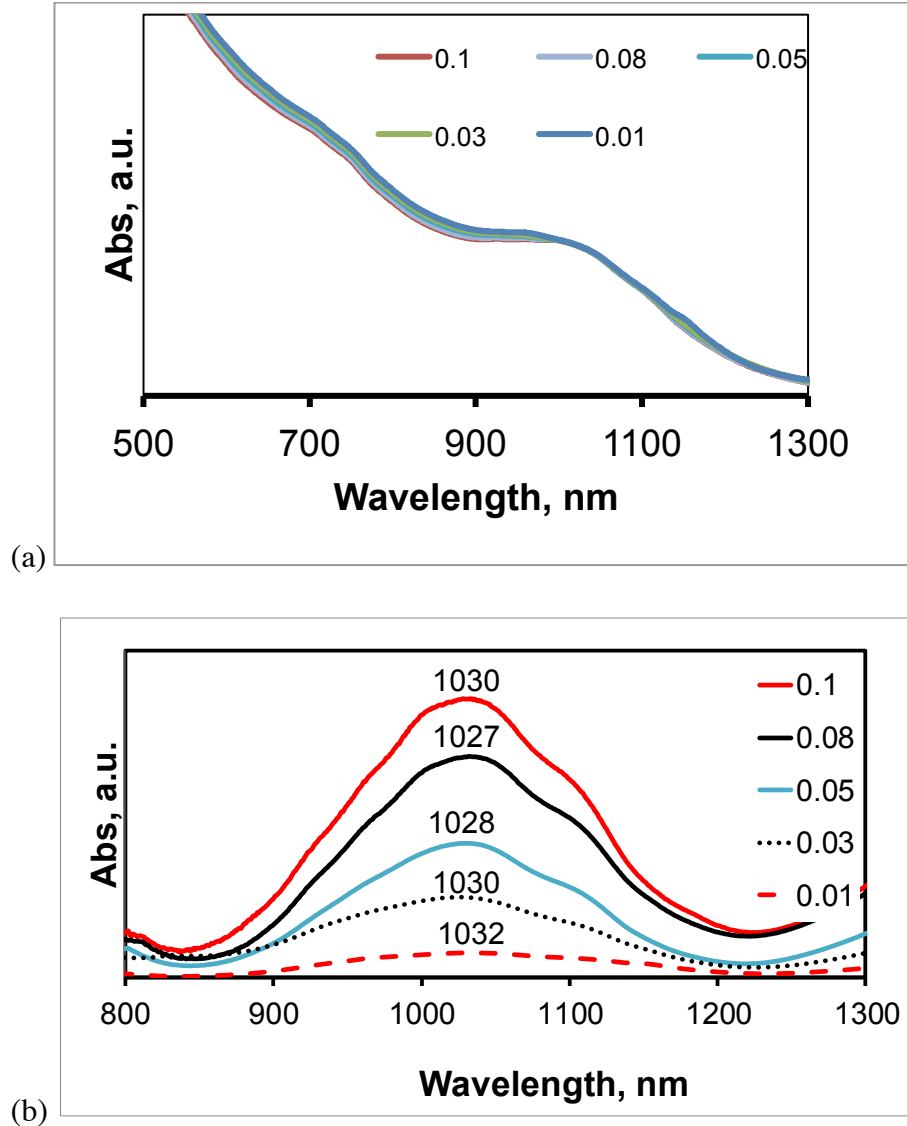 0.1 0.08 0.05
0.03 0.01
Abs, a.u.
500 700 900 1100 1300
Wavelength, nm
(a)
1030
1027
1028
1030
1032
0.1
0.08
0.05
0.03
0.01
Abs, a.u.
800 900 1000 1100 1200 1300
Wavelength, nm
(b)